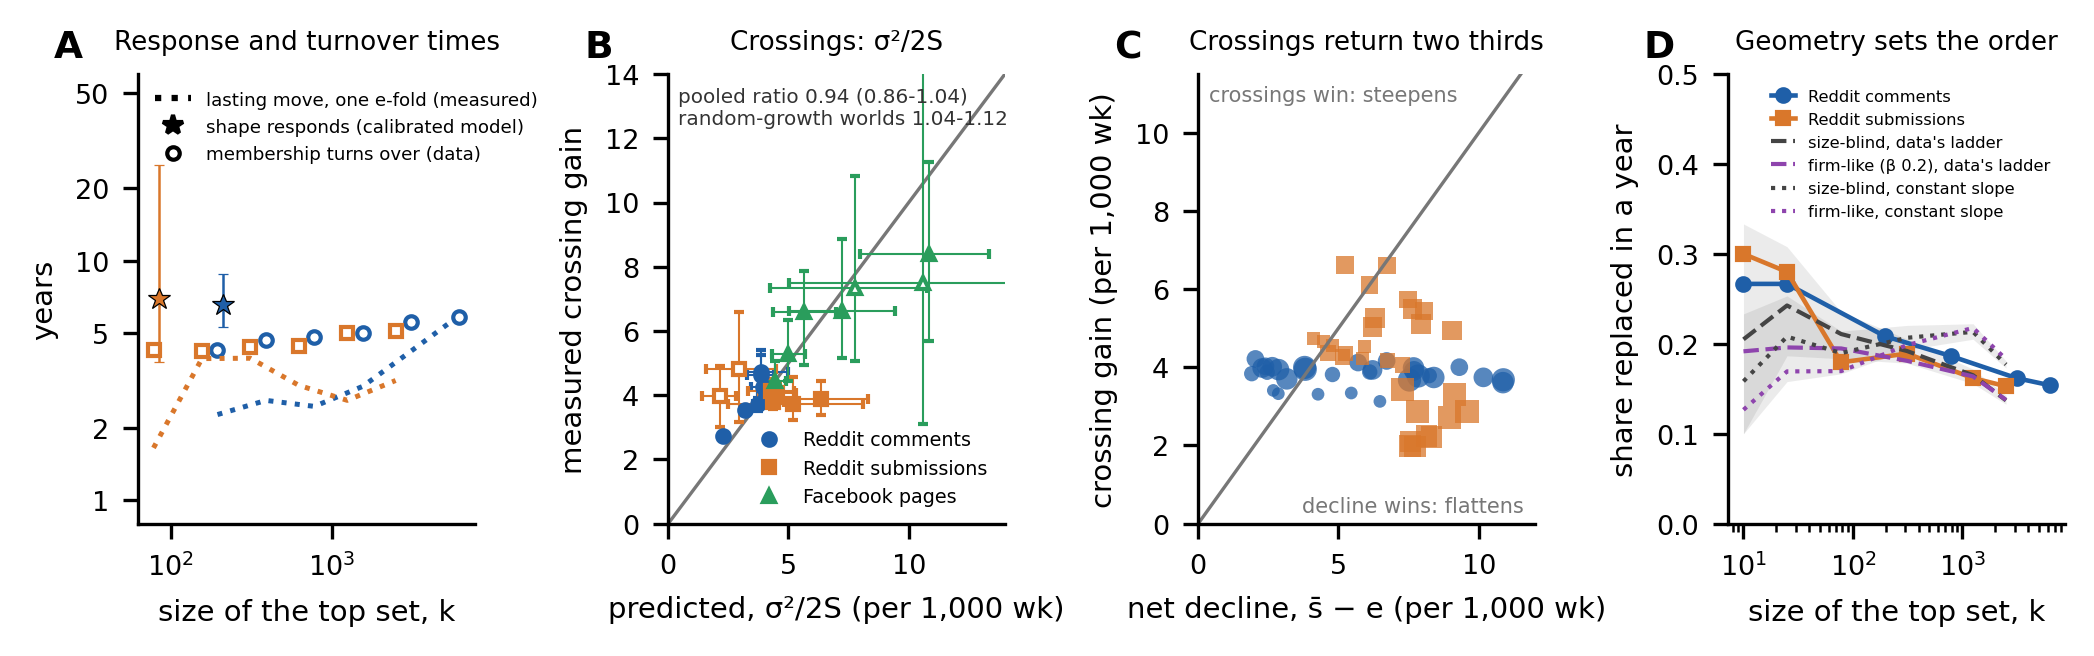 A
Response and turnover times
50
20
10
5
2
1
years
lasting move, one e-fold (measured)
shape responds (calibrated model)
membership turns over (data)
10²
10³
size of the top set, k
B
Crossings: σ²/2S
14
12
10
8
6
4
2
0
measured crossing gain
pooled ratio 0.94 (0.86-1.04)
random-growth worlds 1.04-1.12
Reddit comments
Reddit submissions
Facebook pages
0
5
10
predicted, σ²/2S (per 1,000 wk)
C
Crossings return two thirds
10
8
6
4
2
0
crossing gain (per 1,000 wk)
crossings win: steepens
decline wins: flattens
0
5
10
net decline, s̄ − e (per 1,000 wk)
D
Geometry sets the order
0.5
0.4
0.3
0.2
0.1
0.0
share replaced in a year
Reddit comments
Reddit submissions
size-blind, data's ladder
firm-like (β 0.2), data's ladder
size-blind, constant slope
firm-like, constant slope
10¹
10²
10³
size of the top set, k